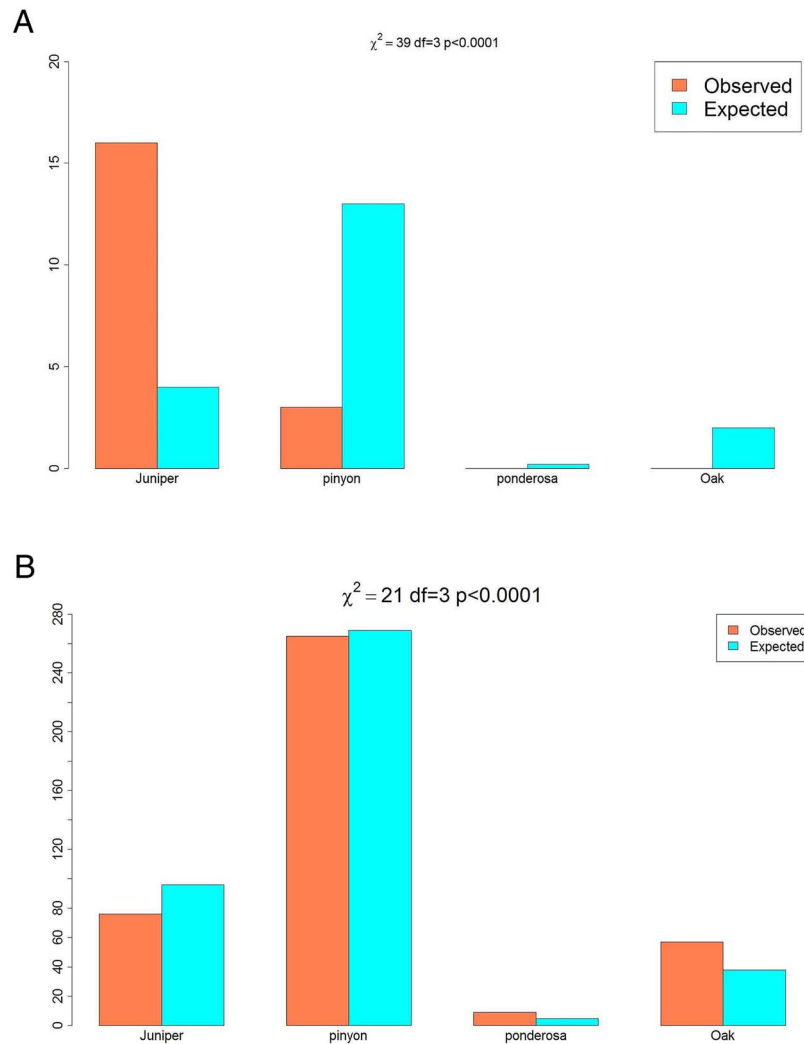 A
χ² = 39 df=3 p<0.0001
Observed
Expected
20
15
10
5
0
Juniper
pinyon
ponderosa
Oak
B
χ² = 21 df=3 p<0.0001
Observed
Expected
280
240
200
160
120
80
60
40
20
0
Juniper
pinyon
ponderosa
Oak